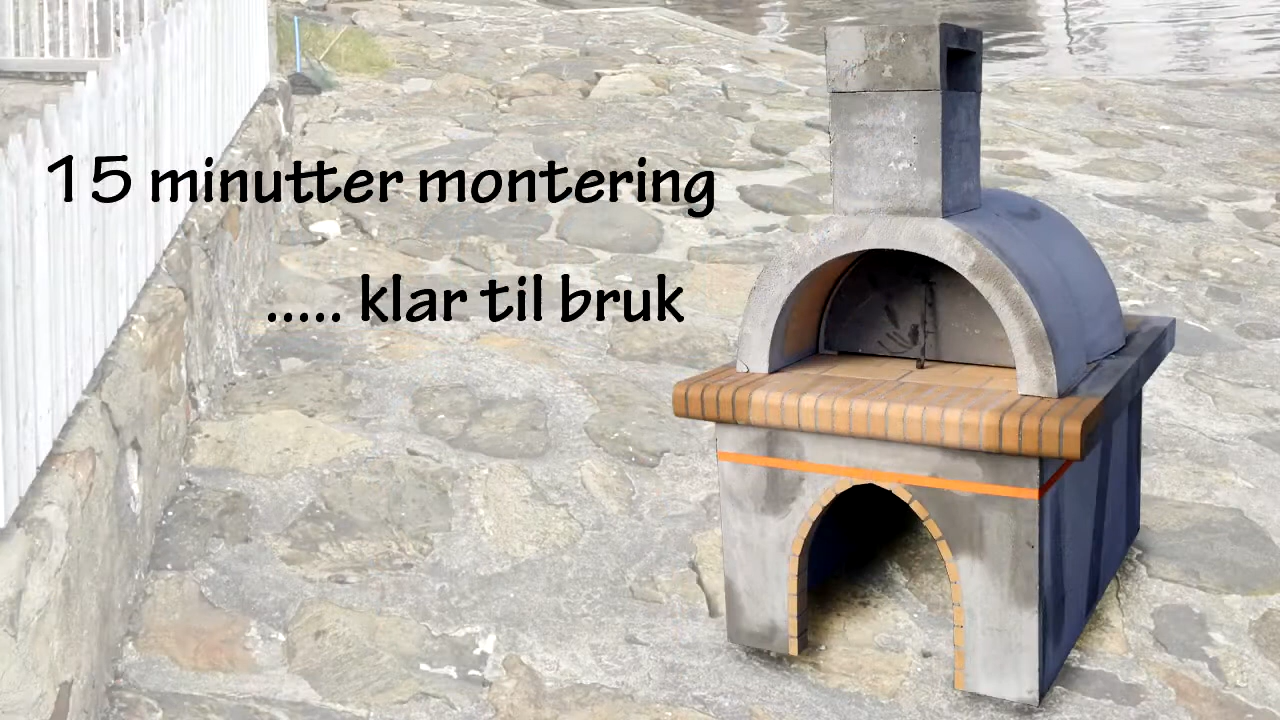 15 minutter montering
..... klar til bruk